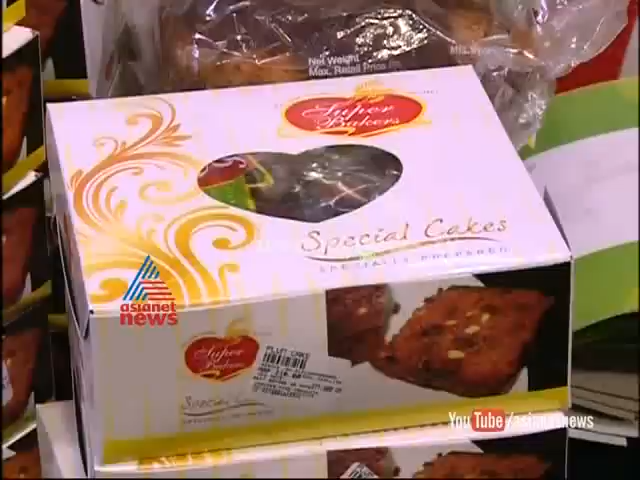 Net Weight
Max. Retail Price Rs.
Super
Bakers
Special Cakes
SPECIALLY PREPARED
asianet
news
Super
Bakers
PLUM CAKE
Special
YouTube/asianetnews